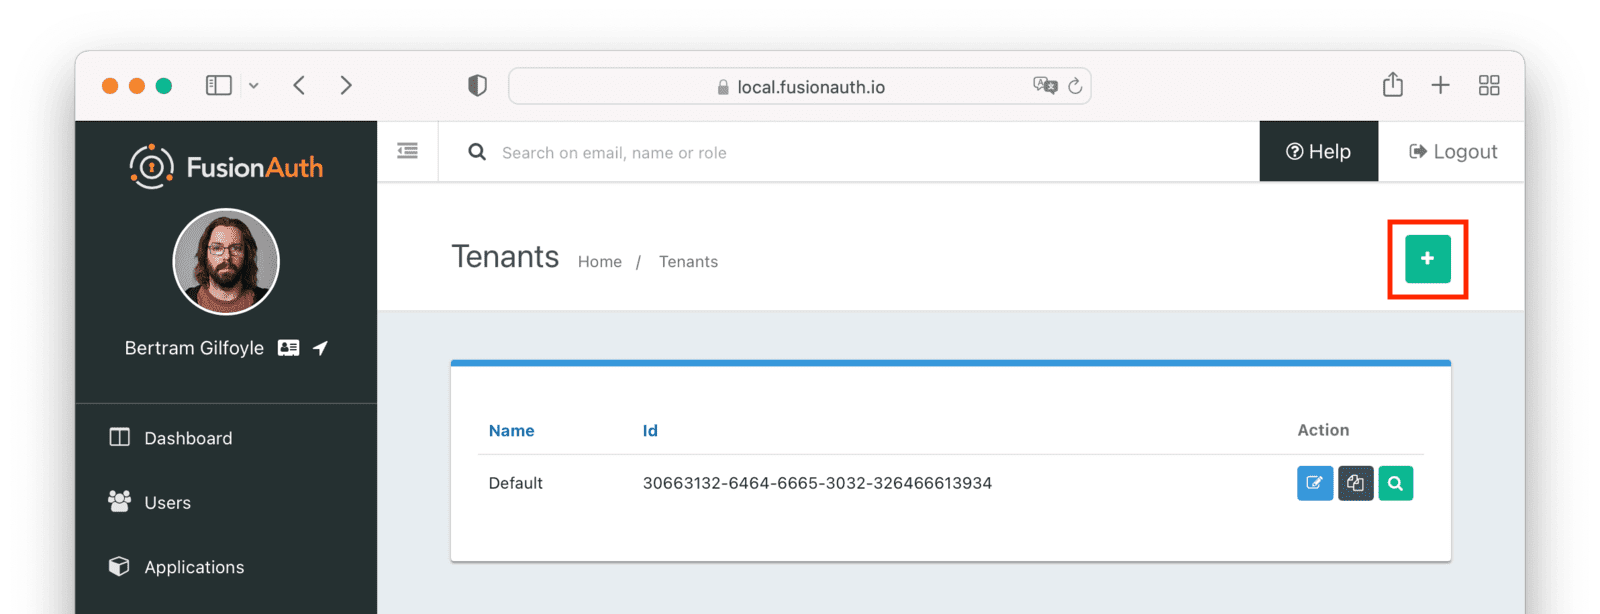 local.fusionauth.io
FusionAuth
Search on email, name or role
Help
Logout
Tenants Home / Tenants
Bertram Gilfoyle
Name Id Action
Default 30663132-6464-6665-3032-326466613934
Dashboard
Users
Applications